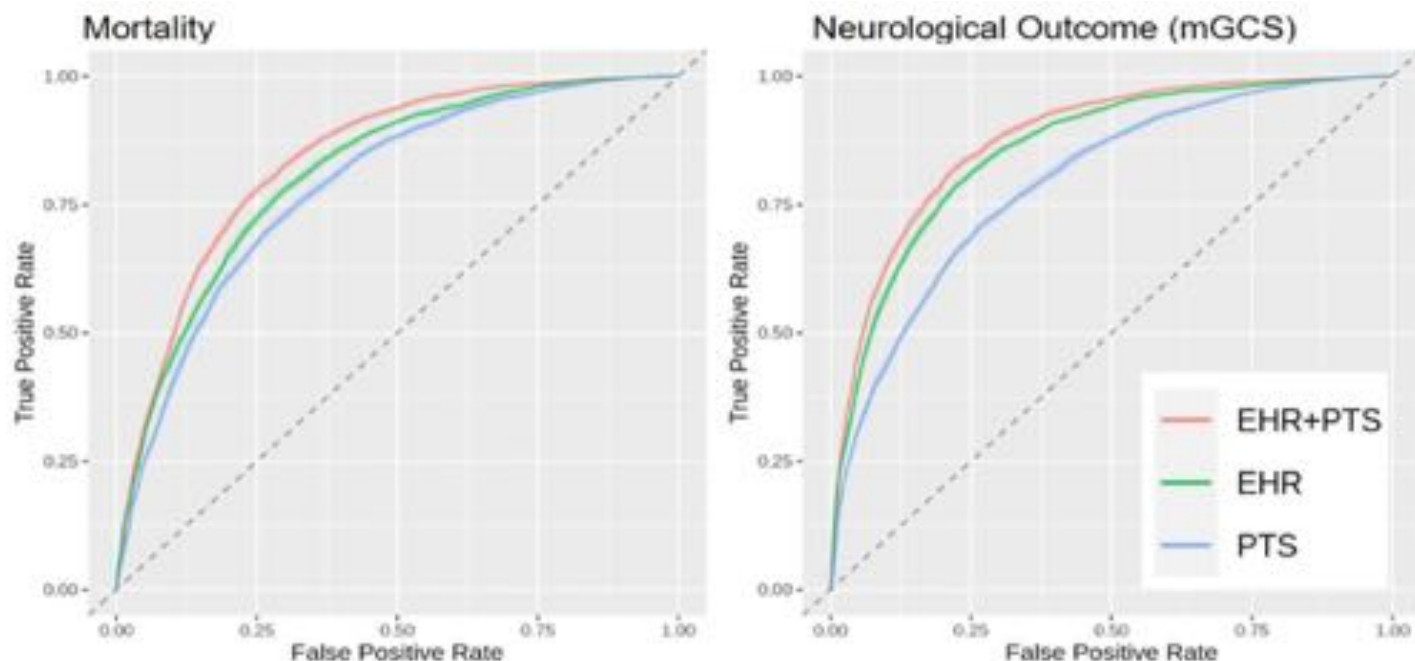 Mortality
True Positive Rate
1.00
0.75
0.50
0.25
0.00
0.00 0.25 0.50 0.75 1.00
False Positive Rate
Neurological Outcome (mGCS)
True Positive Rate
1.00
0.75
0.50
0.25
0.00
0.00 0.25 0.50 0.75 1.00
False Positive Rate
EHR+PTS
EHR
PTS